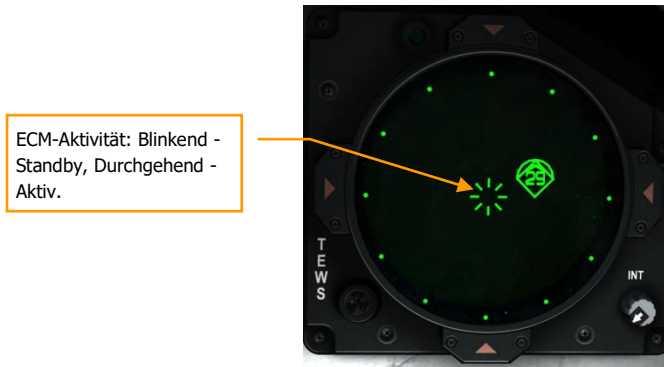 ECM-Aktivität: Blinkend -
Standby, Durchgehend -
Aktiv.
29
T
E
W
S
INT